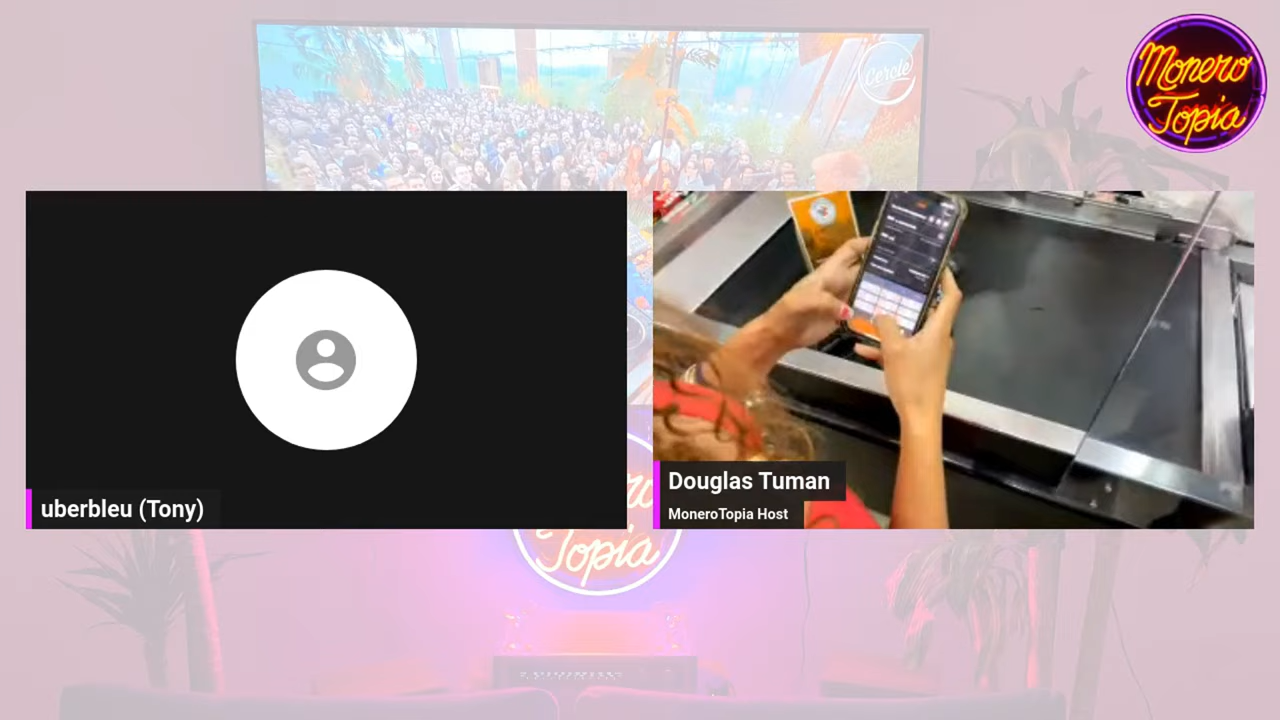 Cercle
Monero
Topia
uberbleu (Tony)
Douglas Tuman
MoneroTopia Host
Topia